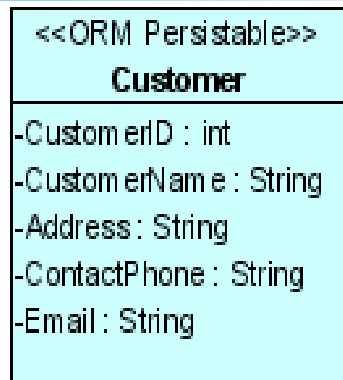 <<ORM Persistable>>
Customer
-CustomerID : int
-CustomerName : String
-Address : String
-ContactPhone : String
-Email : String